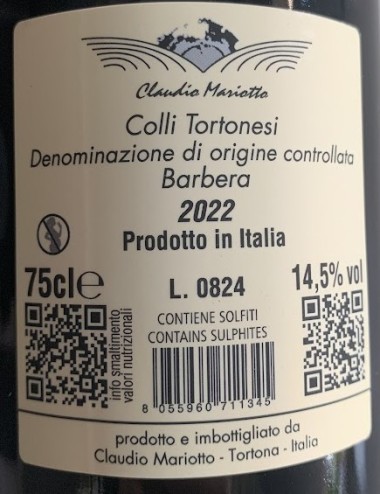 Claudio Mariotto
Colli Tortonesi
Denominazione di origine controllata
Barbera
2022
Prodotto in Italia
75cl e
L. 0824
14,5% vol
info smaltimento
valori nutrizionali
CONTIENE SOLFITI
CONTAINS SULPHITES
8 055960 711345
prodotto e imbottigliato da
Claudio Mariotto - Tortona - Italia